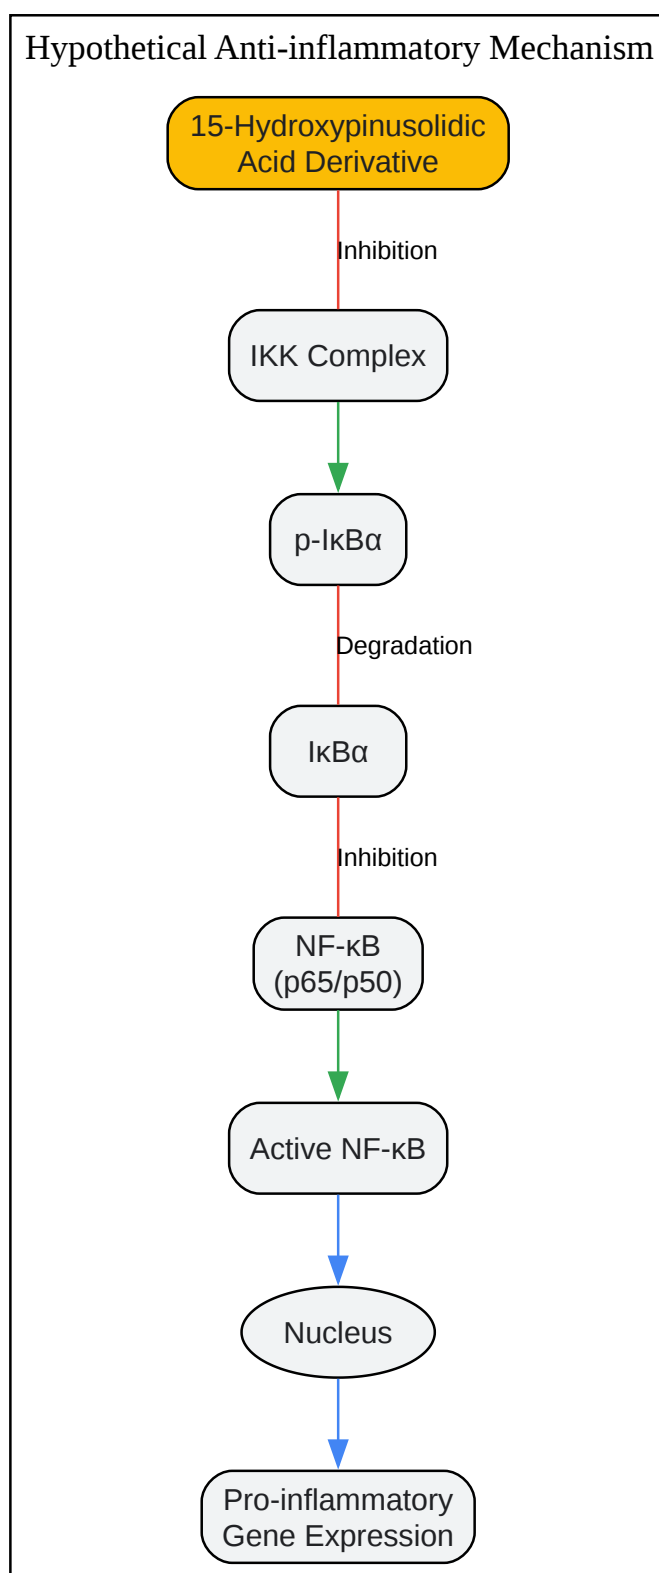 Hypothetical Anti-inflammatory Mechanism
15-Hydroxypinusolidic
Acid Derivative
Inhibition
IKK Complex
p-IκBα
Degradation
IκBα
Inhibition
NF-κB
(p65/p50)
Active NF-κB
Nucleus
Pro-inflammatory
Gene Expression